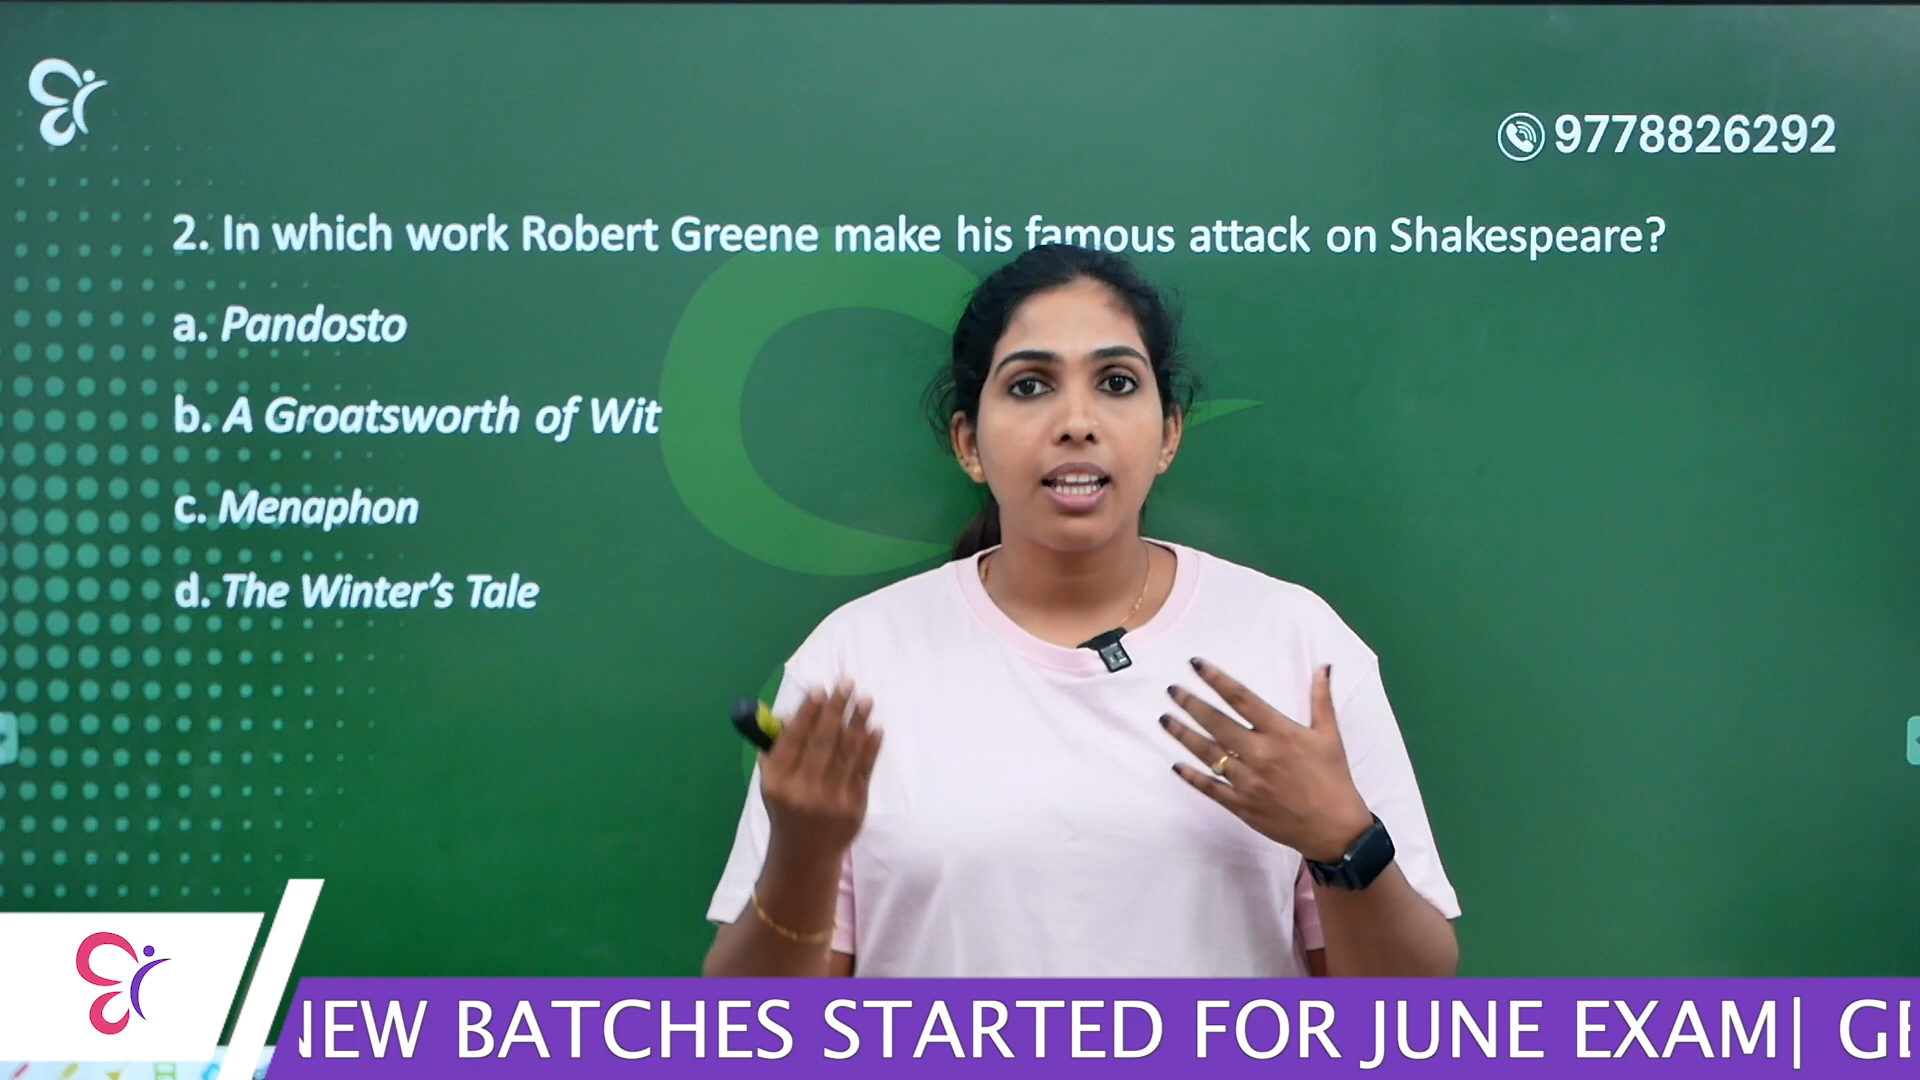 9778826292
2. In which work Robert Greene make his famous attack on Shakespeare?
a. Pandosto
b. A Groatsworth of Wit
c. Menaphon
d. The Winter's Tale
NEW BATCHES STARTED FOR JUNE EXAM|